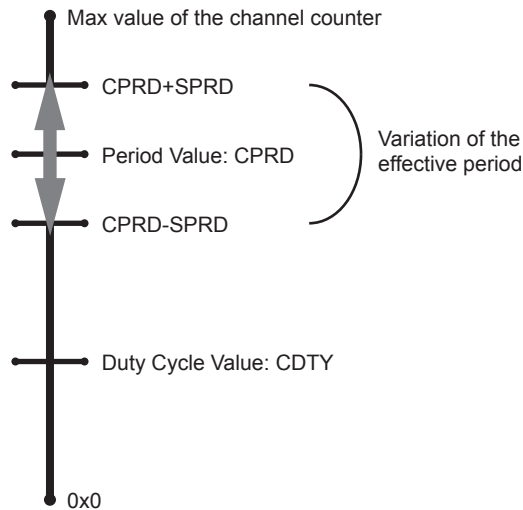 Max value of the channel counter
CPRD+SPRD
Period Value: CPRD
Variation of the
effective period
CPRD-SPRD
Duty Cycle Value: CDTY
0x0